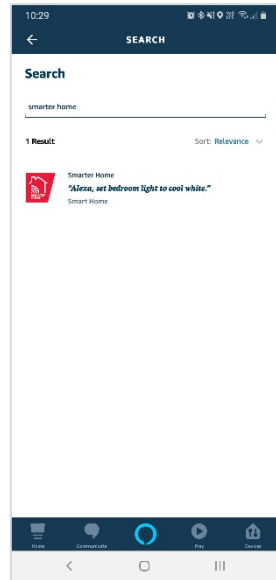 10:29
SEARCH
Search
smarter home
1 Result
Sort: Relevance
Smarter Home
"Alexa, set bedroom light to cool white."
Smart Home
Home Communicate Play Devices